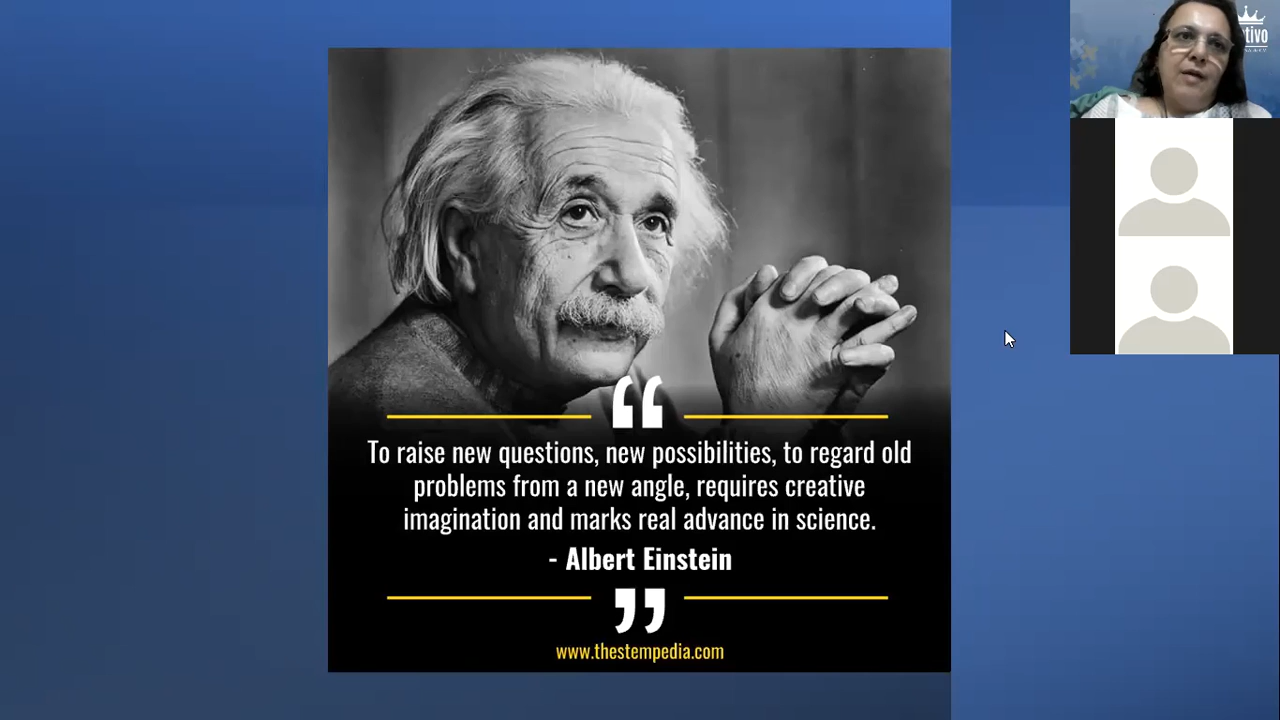 “
To raise new questions, new possibilities, to regard old
problems from a new angle, requires creative
imagination and marks real advance in science.
- Albert Einstein
”
www.thestempedia.com
tivo